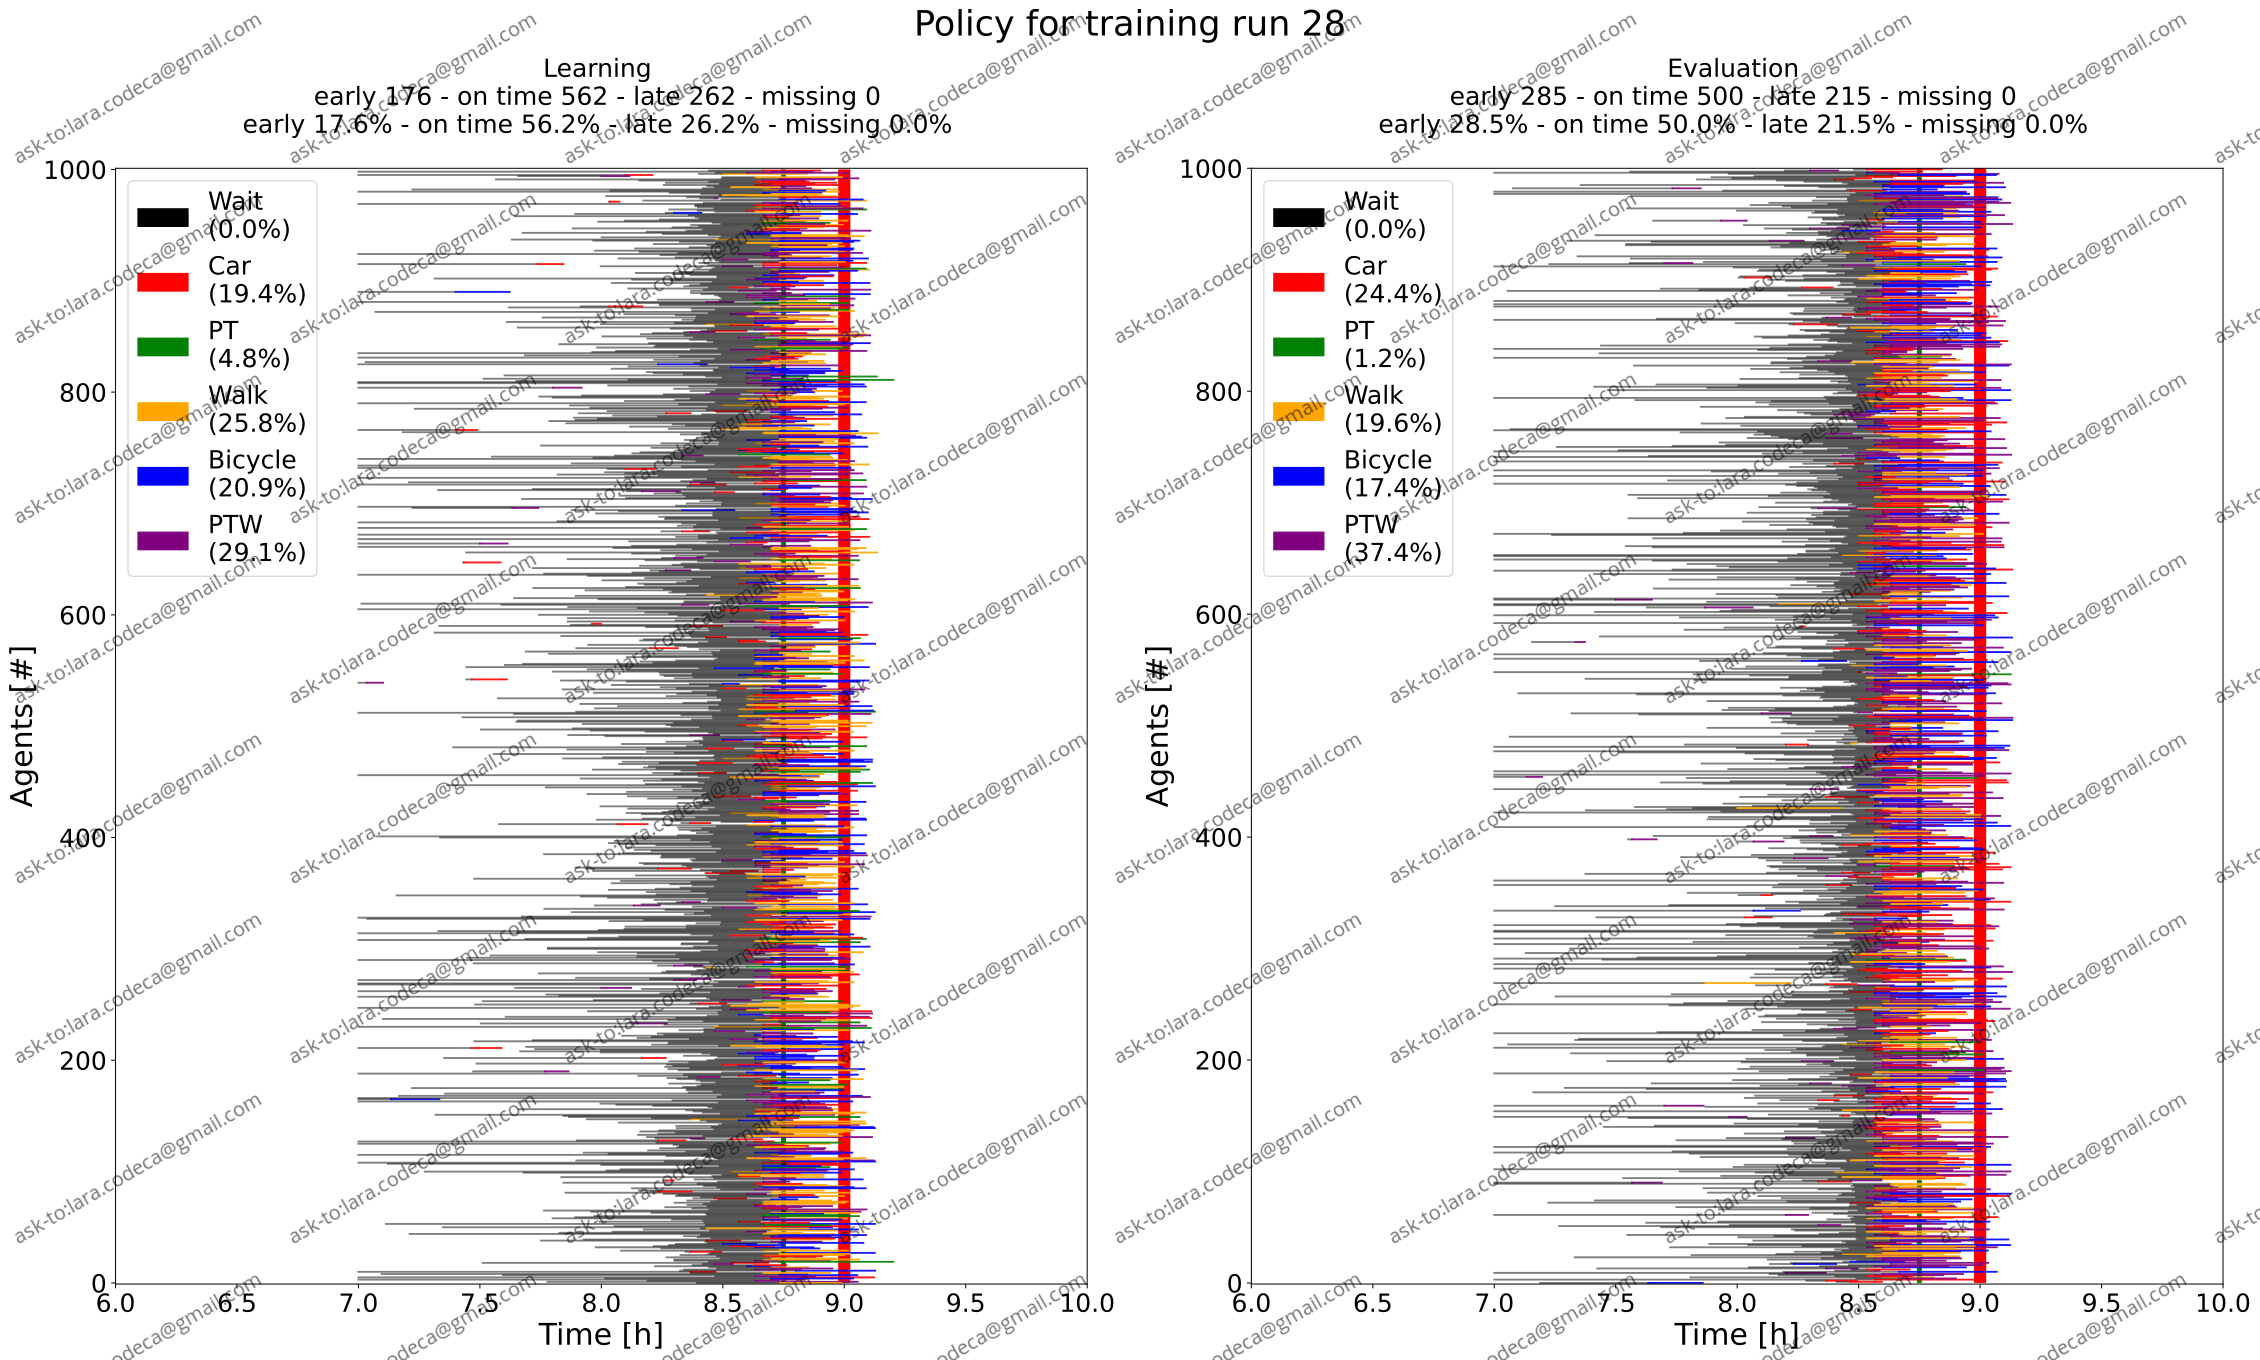 Policy for training run 28
Learning
early 176 - on time 562 - late 262 - missing 0
early 17.6% - on time 56.2% - late 26.2% - missing 0.0%
Agents [#]
1000
800
600
400
200
0
Wait
(0.0%)
Car
(19.4%)
PT
(4.8%)
Walk
(25.8%)
Bicycle
(20.9%)
PTW
(29.1%)
6.0 6.5 7.0 7.5 8.0 8.5 9.0 9.5 10.0
Time [h]
Evaluation
early 285 - on time 500 - late 215 - missing 0
early 28.5% - on time 50.0% - late 21.5% - missing 0.0%
Agents [#]
1000
800
600
400
200
0
Wait
(0.0%)
Car
(24.4%)
PT
(1.2%)
Walk
(19.6%)
Bicycle
(17.4%)
PTW
(37.4%)
6.0 6.5 7.0 7.5 8.0 8.5 9.0 9.5 10.0
Time [h]
ask-to:lara.codeca@gmail.com